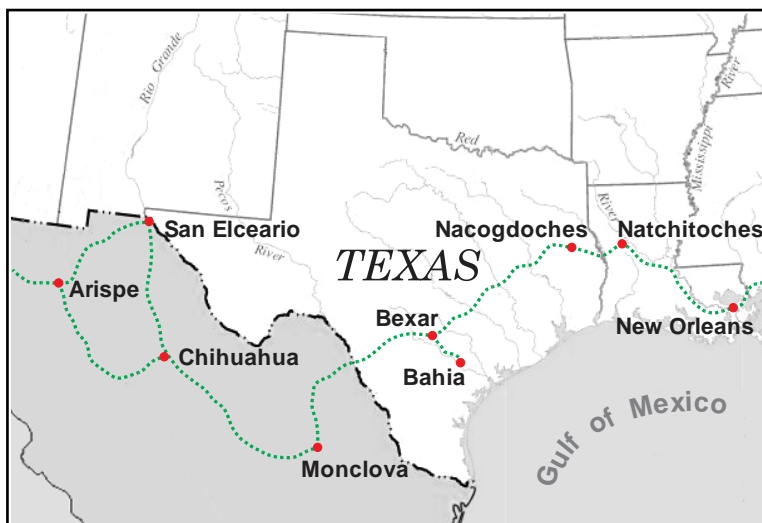 Rio Grande
Red
River
Mississippi
Pecos
River
River
San Elceario
Nacogdoches
Natchitoches
TEXAS
Arispe
Bexar
New Orleans
Chihuahua
Bahia
Gulf of Mexico
Monclova